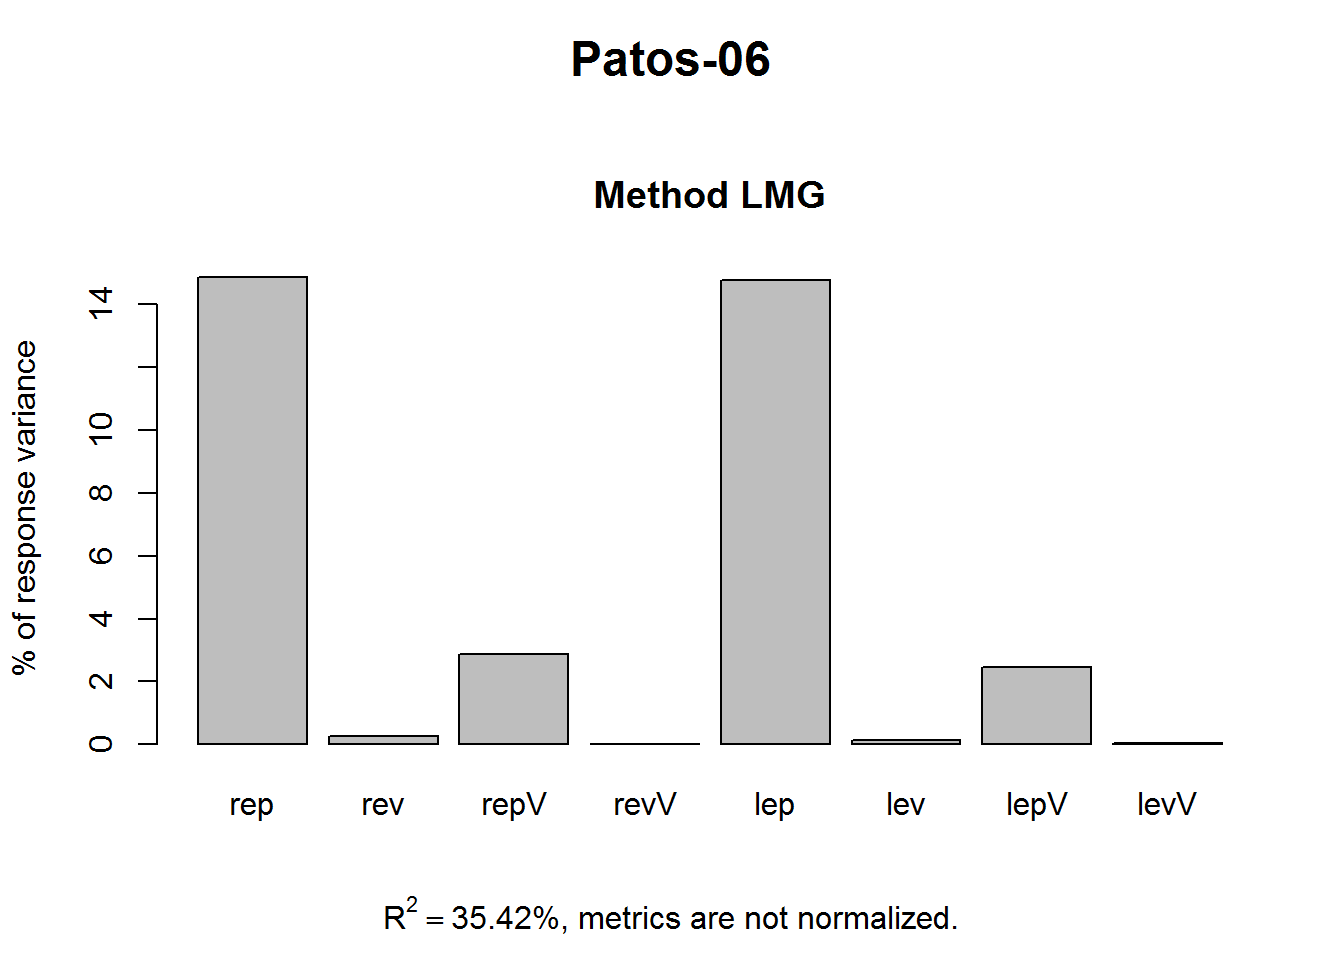 Patos-06
Method LMG
% of response variance
14
10
8
6
4
2
0
rep rev repV revV lep lev lepV levV
R² = 35.42%, metrics are not normalized.